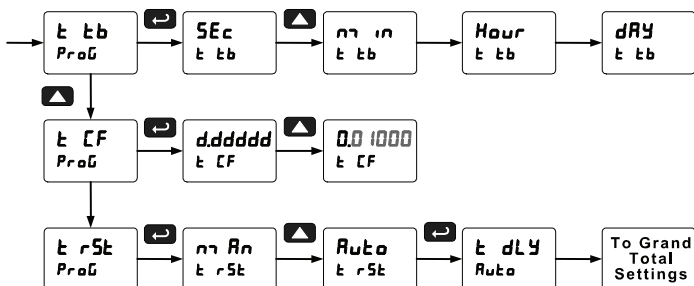 t tb
ProG
SEc
t tb
min
t tb
Hour
t tb
dAY
t tb
t CF
ProG
d.ddddd
t CF
0.01000
t CF
t rSt
ProG
mAn
t rSt
Auto
t rSt
t dLY
Auto
To Grand
Total
Settings